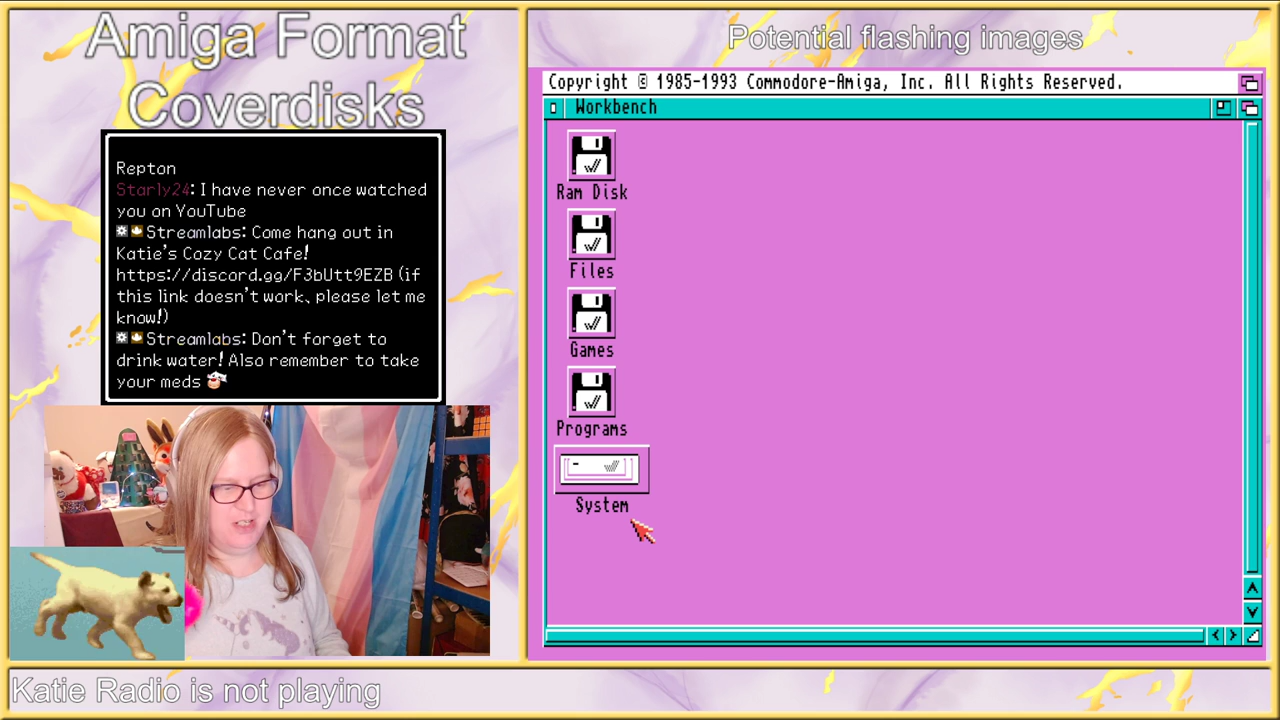 Amiga Format
Coverdisks
Potential flashing images
Repton
Starly24: I have never once watched
you on YouTube
Streamlabs: Come hang out in
Katie's Cozy Cat Cafe!
https://discord.gg/F3bUtt9EZB (if
this link doesn't work, please let me
know!)
Streamlabs: Don't forget to
drink water! Also remember to take
your meds
Copyright © 1985-1993 Commodore-Amiga, Inc. All Rights Reserved.
Workbench
Ram Disk
Files
Games
Programs
System
Katie Radio is not playing